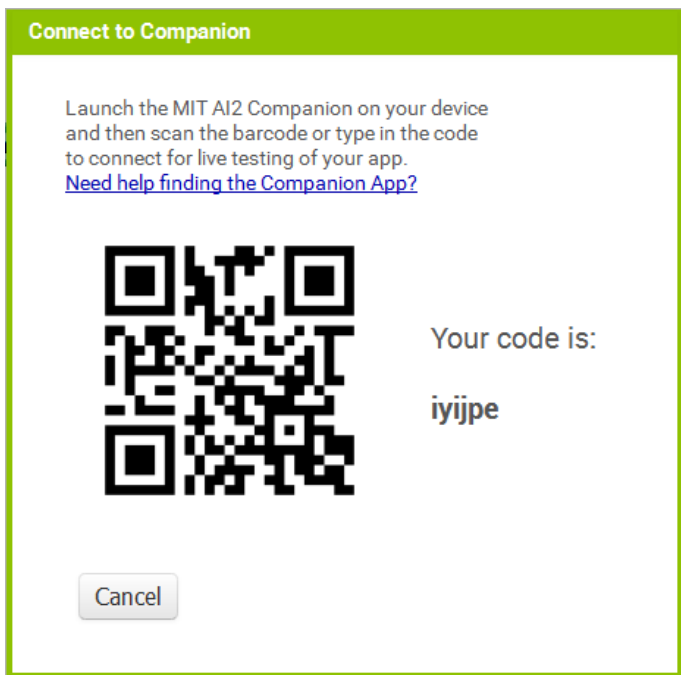 Connect to Companion
Launch the MIT AI2 Companion on your device
and then scan the barcode or type in the code
to connect for live testing of your app.
Need help finding the Companion App?
Your code is:
iyijpe
Cancel